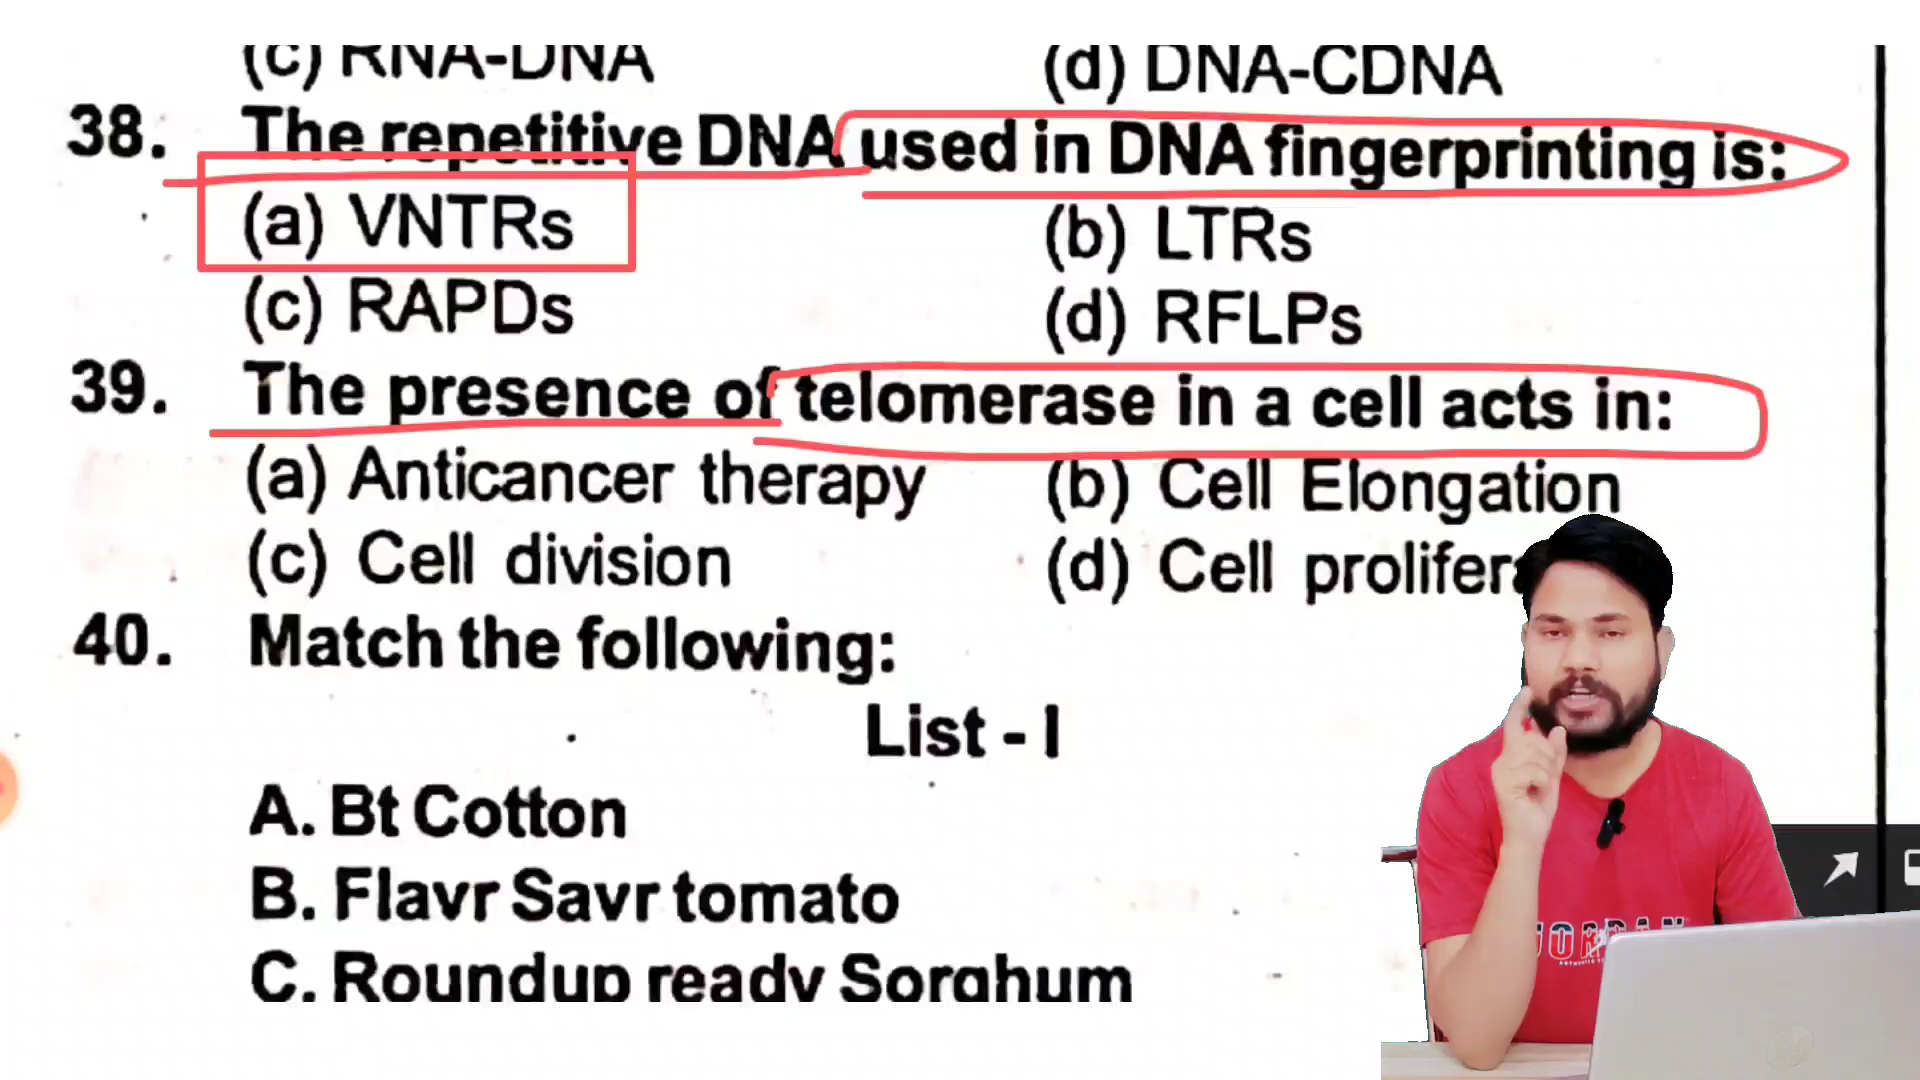 (c) RNA-DNA (d) DNA-CDNA
38. The repetitive DNA used in DNA fingerprinting is:
(a) VNTRs (b) LTRs
(c) RAPDs (d) RFLPs
39. The presence of telomerase in a cell acts in:
(a) Anticancer therapy (b) Cell Elongation
(c) Cell division (d) Cell prolifer
40. Match the following:
List - I
A. Bt Cotton
B. Flavr Savr tomato
C. Roundup ready Sorghum
JORDAN